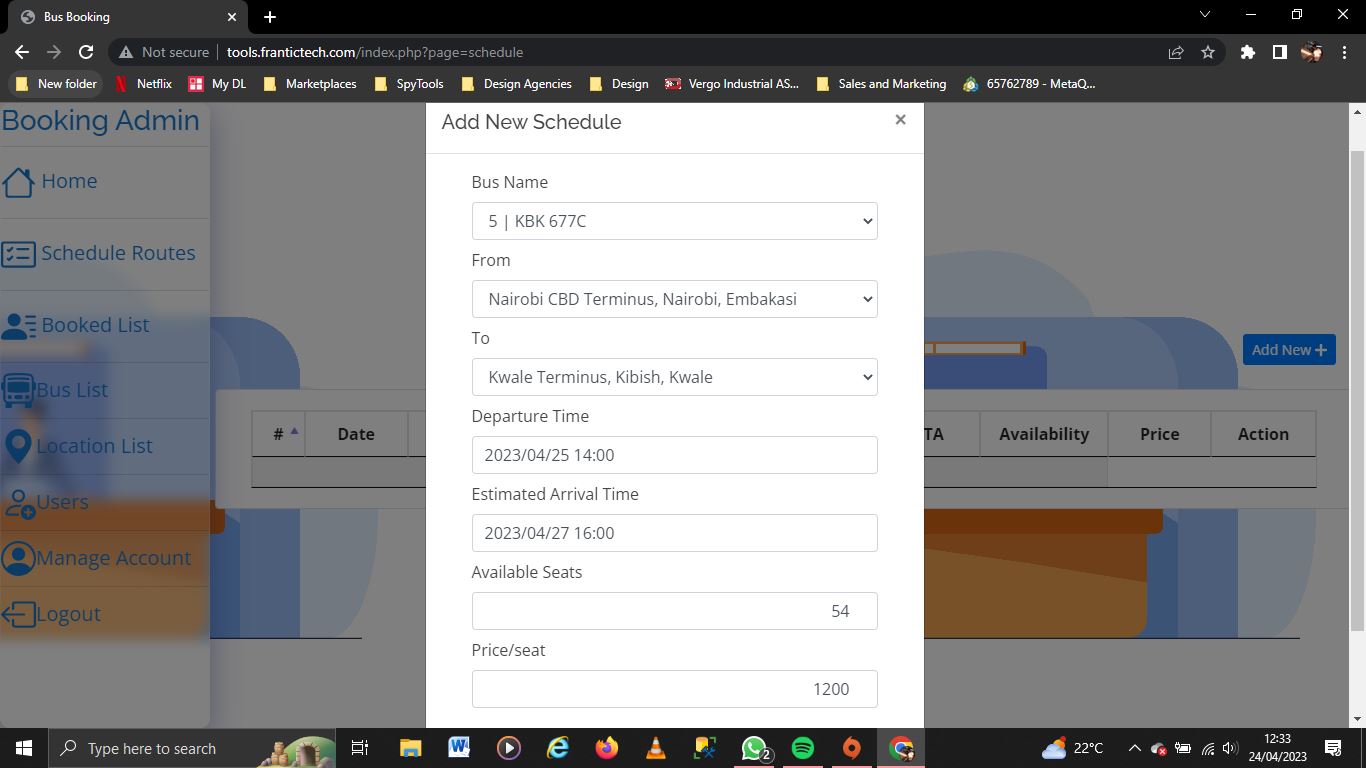 Bus Booking
Not secure | tools.frantictech.com/index.php?page=schedule
New folder Netflix My DL Marketplaces SpyTools Design Agencies Design Vergo Industrial AS... Sales and Marketing 65762789 - MetaQ...
Booking Admin
Home
Schedule Routes
Booked List
Bus List
Location List
Users
Manage Account
Logout
Add New Schedule ×
Bus Name
5 | KBK 677C
From
Nairobi CBD Terminus, Nairobi, Embakasi
To
Kwale Terminus, Kibish, Kwale
Departure Time
2023/04/25 14:00
Estimated Arrival Time
2023/04/27 16:00
Available Seats
54
Price/seat
1200
Add New +
# Date TA Availability Price Action
Type here to search
2
22°C
12:33
24/04/2023